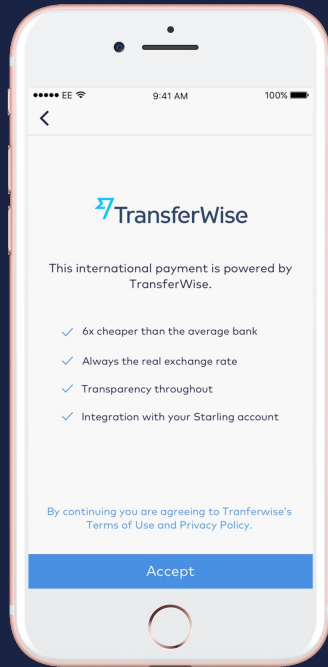 EE 9:41 AM 100%
TransferWise
This international payment is powered by
TransferWise.
6x cheaper than the average bank
Always the real exchange rate
Transparency throughout
Integration with your Starling account
By continuing you are agreeing to Tranferwise's
Terms of Use and Privacy Policy.
Accept